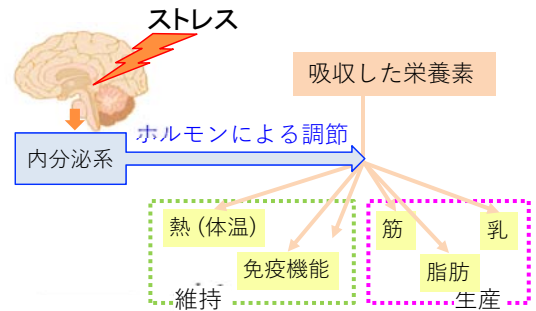 ストレス
吸収した栄養素
ホルモンによる調節
内分泌系
熱 (体温)
免疫機能
維持
筋
乳
脂肪
生産